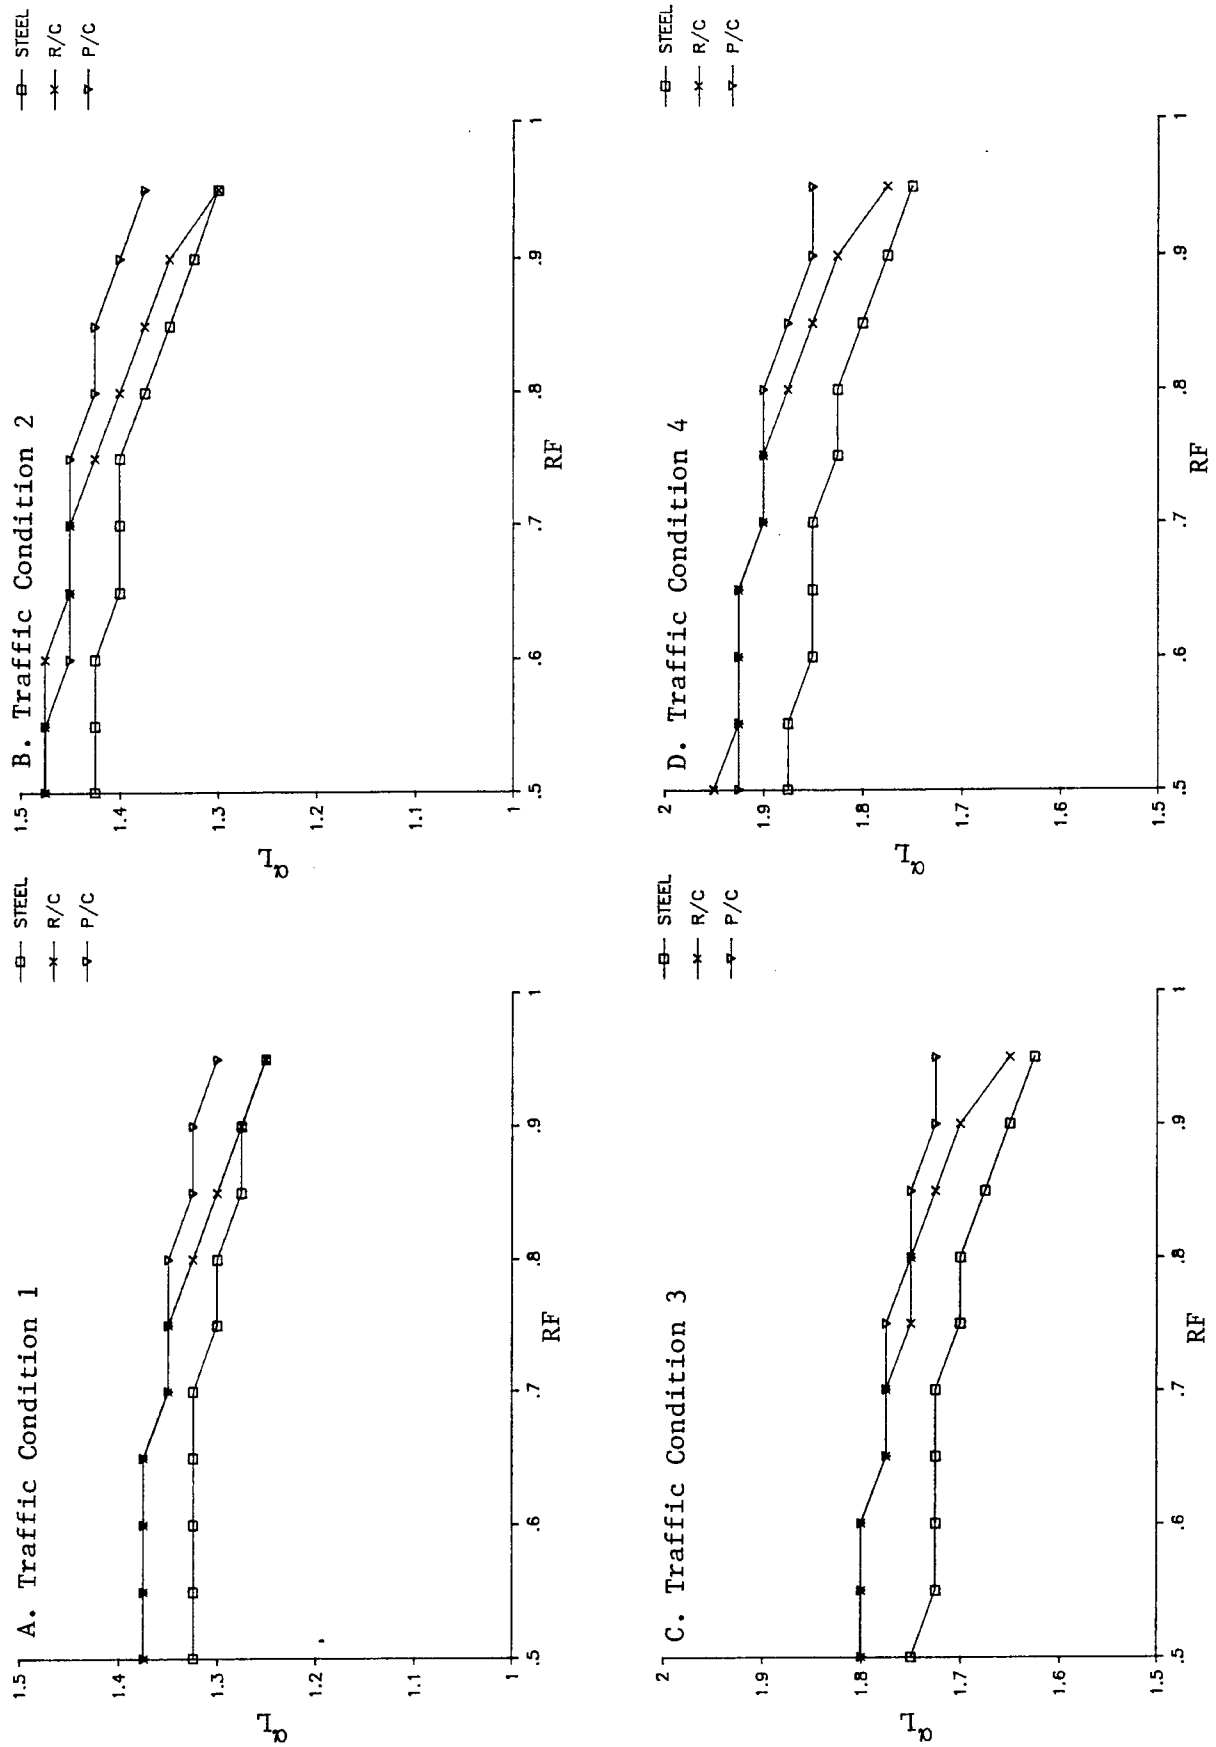 A. Traffic Condition 1
STEEL
R/C
P/C
αL
1.5
1.4
1.3
1.2
1.1
1
.5
.6
.7
.8
.9
1
RF
B. Traffic Condition 2
STEEL
R/C
P/C
αL
1.5
1.4
1.3
1.2
1.1
1
.5
.6
.7
.8
.9
1
RF
C. Traffic Condition 3
STEEL
R/C
P/C
αL
2
1.9
1.8
1.7
1.6
1.5
.5
.6
.7
.8
.9
1
RF
D. Traffic Condition 4
STEEL
R/C
P/C
αL
2
1.9
1.8
1.7
1.6
1.5
.5
.6
.7
.8
.9
1
RF